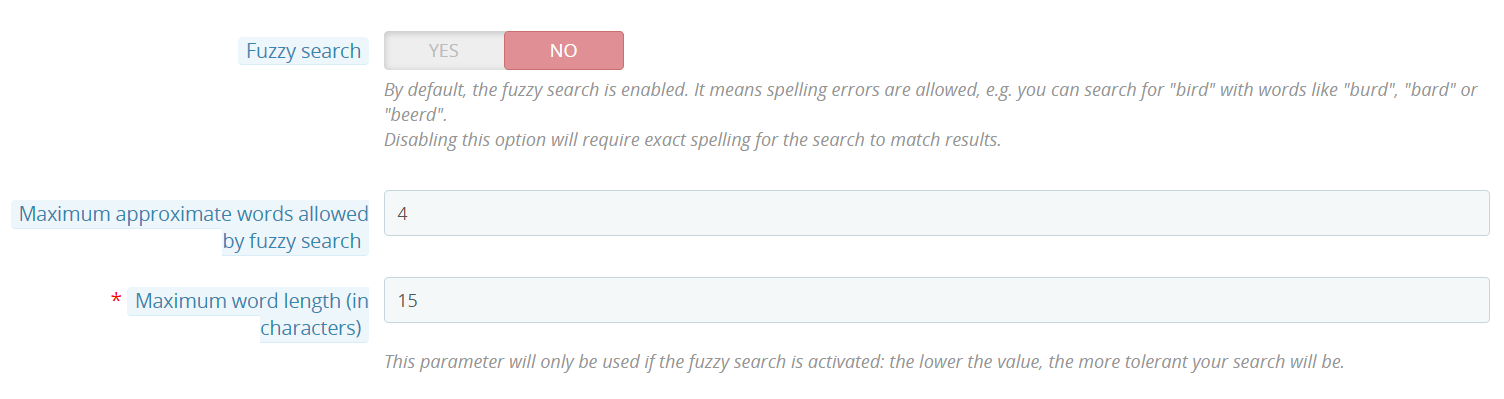 Fuzzy search YES NO
By default, the fuzzy search is enabled. It means spelling errors are allowed, e.g. you can search for "bird" with words like "burd", "bard" or
"beerd".
Disabling this option will require exact spelling for the search to match results.
Maximum approximate words allowed
by fuzzy search
4
* Maximum word length (in
characters)
15
This parameter will only be used if the fuzzy search is activated: the lower the value, the more tolerant your search will be.